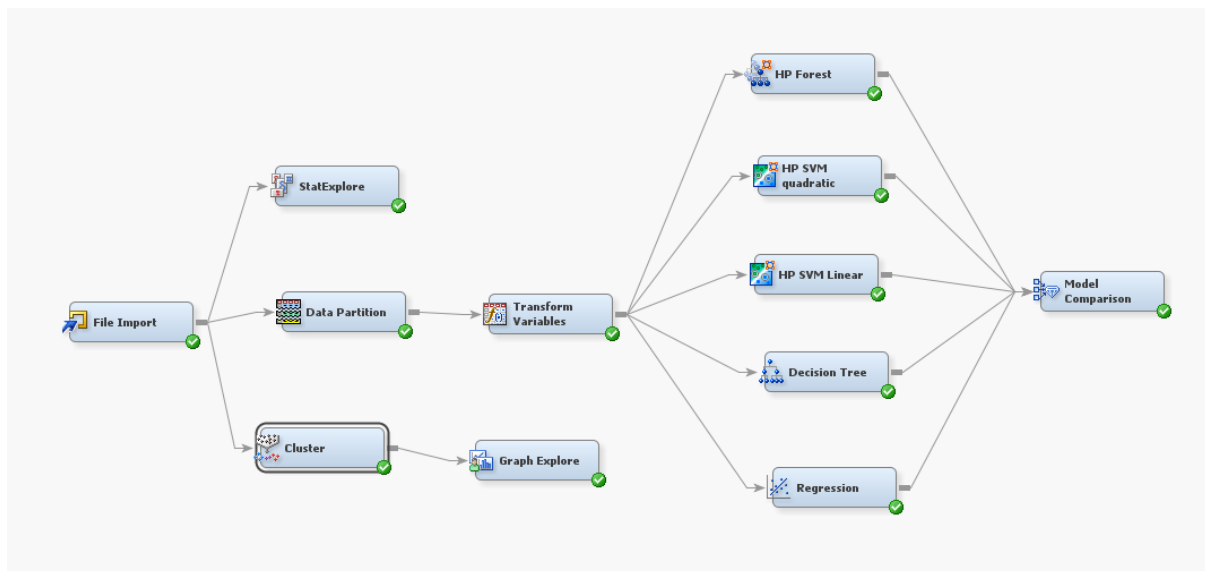 HP Forest
HP SVM
quadratic
StatExplore
HP SVM Linear
Model
Comparison
File Import
Data Partition
Transform
Variables
Decision Tree
Cluster
Graph Explore
Regression